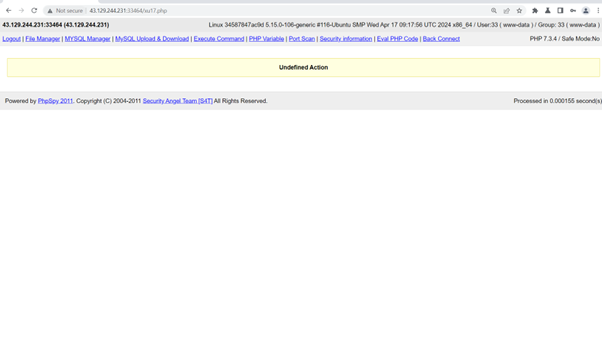 Not secure | 43.129.244.231:33464/xu17.php
43.129.244.231:33464 (43.129.244.231) Linux 34587847ac9d 5.15.0-106-generic #116-Ubuntu SMP Wed Apr 17 09:17:56 UTC 2024 x86_64 / User:33 ( www-data ) / Group: 33 ( www-data )
Logout | File Manager | MYSQL Manager | MySQL Upload & Download | Execute Command | PHP Variable | Port Scan | Security information | Eval PHP Code | Back Connect PHP 7.3.4 / Safe Mode:No
Undefined Action
Powered by PhpSpy 2011. Copyright (C) 2004-2011 Security Angel Team [S4T] All Rights Reserved. Processed in 0.000155 second(s)